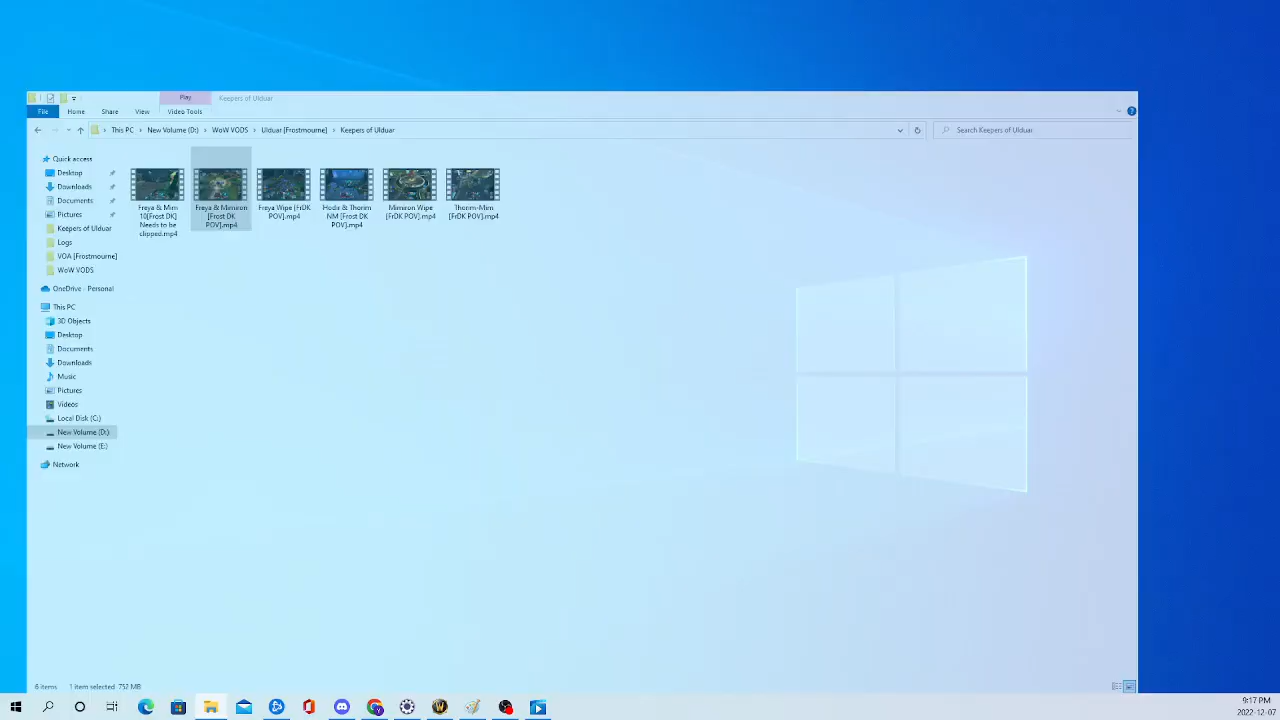 Play
Keepers of Ulduar
File
Home
Share
View
Video Tools
This PC
New Volume (D:)
WoW VODS
Ulduar [Frostmourne]
Keepers of Ulduar
Search Keepers of Ulduar
Quick access
Desktop
Downloads
Documents
Pictures
Keepers of Ulduar
Logs
VOA [Frostmourne]
WoW VODS
OneDrive - Personal
This PC
3D Objects
Desktop
Documents
Downloads
Music
Pictures
Videos
Local Disk (C:)
New Volume (D:)
New Volume (E:)
Network
Freya & Mim
10[Frost DK]
Needs to be
clipped.mp4
Freya & Mimiron
[Frost DK
POV].mp4
Freya Wipe [FrDK
POV].mp4
Hodir & Thorim
NM [Frost DK
POV].mp4
Mimiron Wipe
[FrDK POV].mp4
Thorim-Mim
[FrDK POV].mp4
6 items
1 item selected 752 MB
9:17 PM
2022-12-07